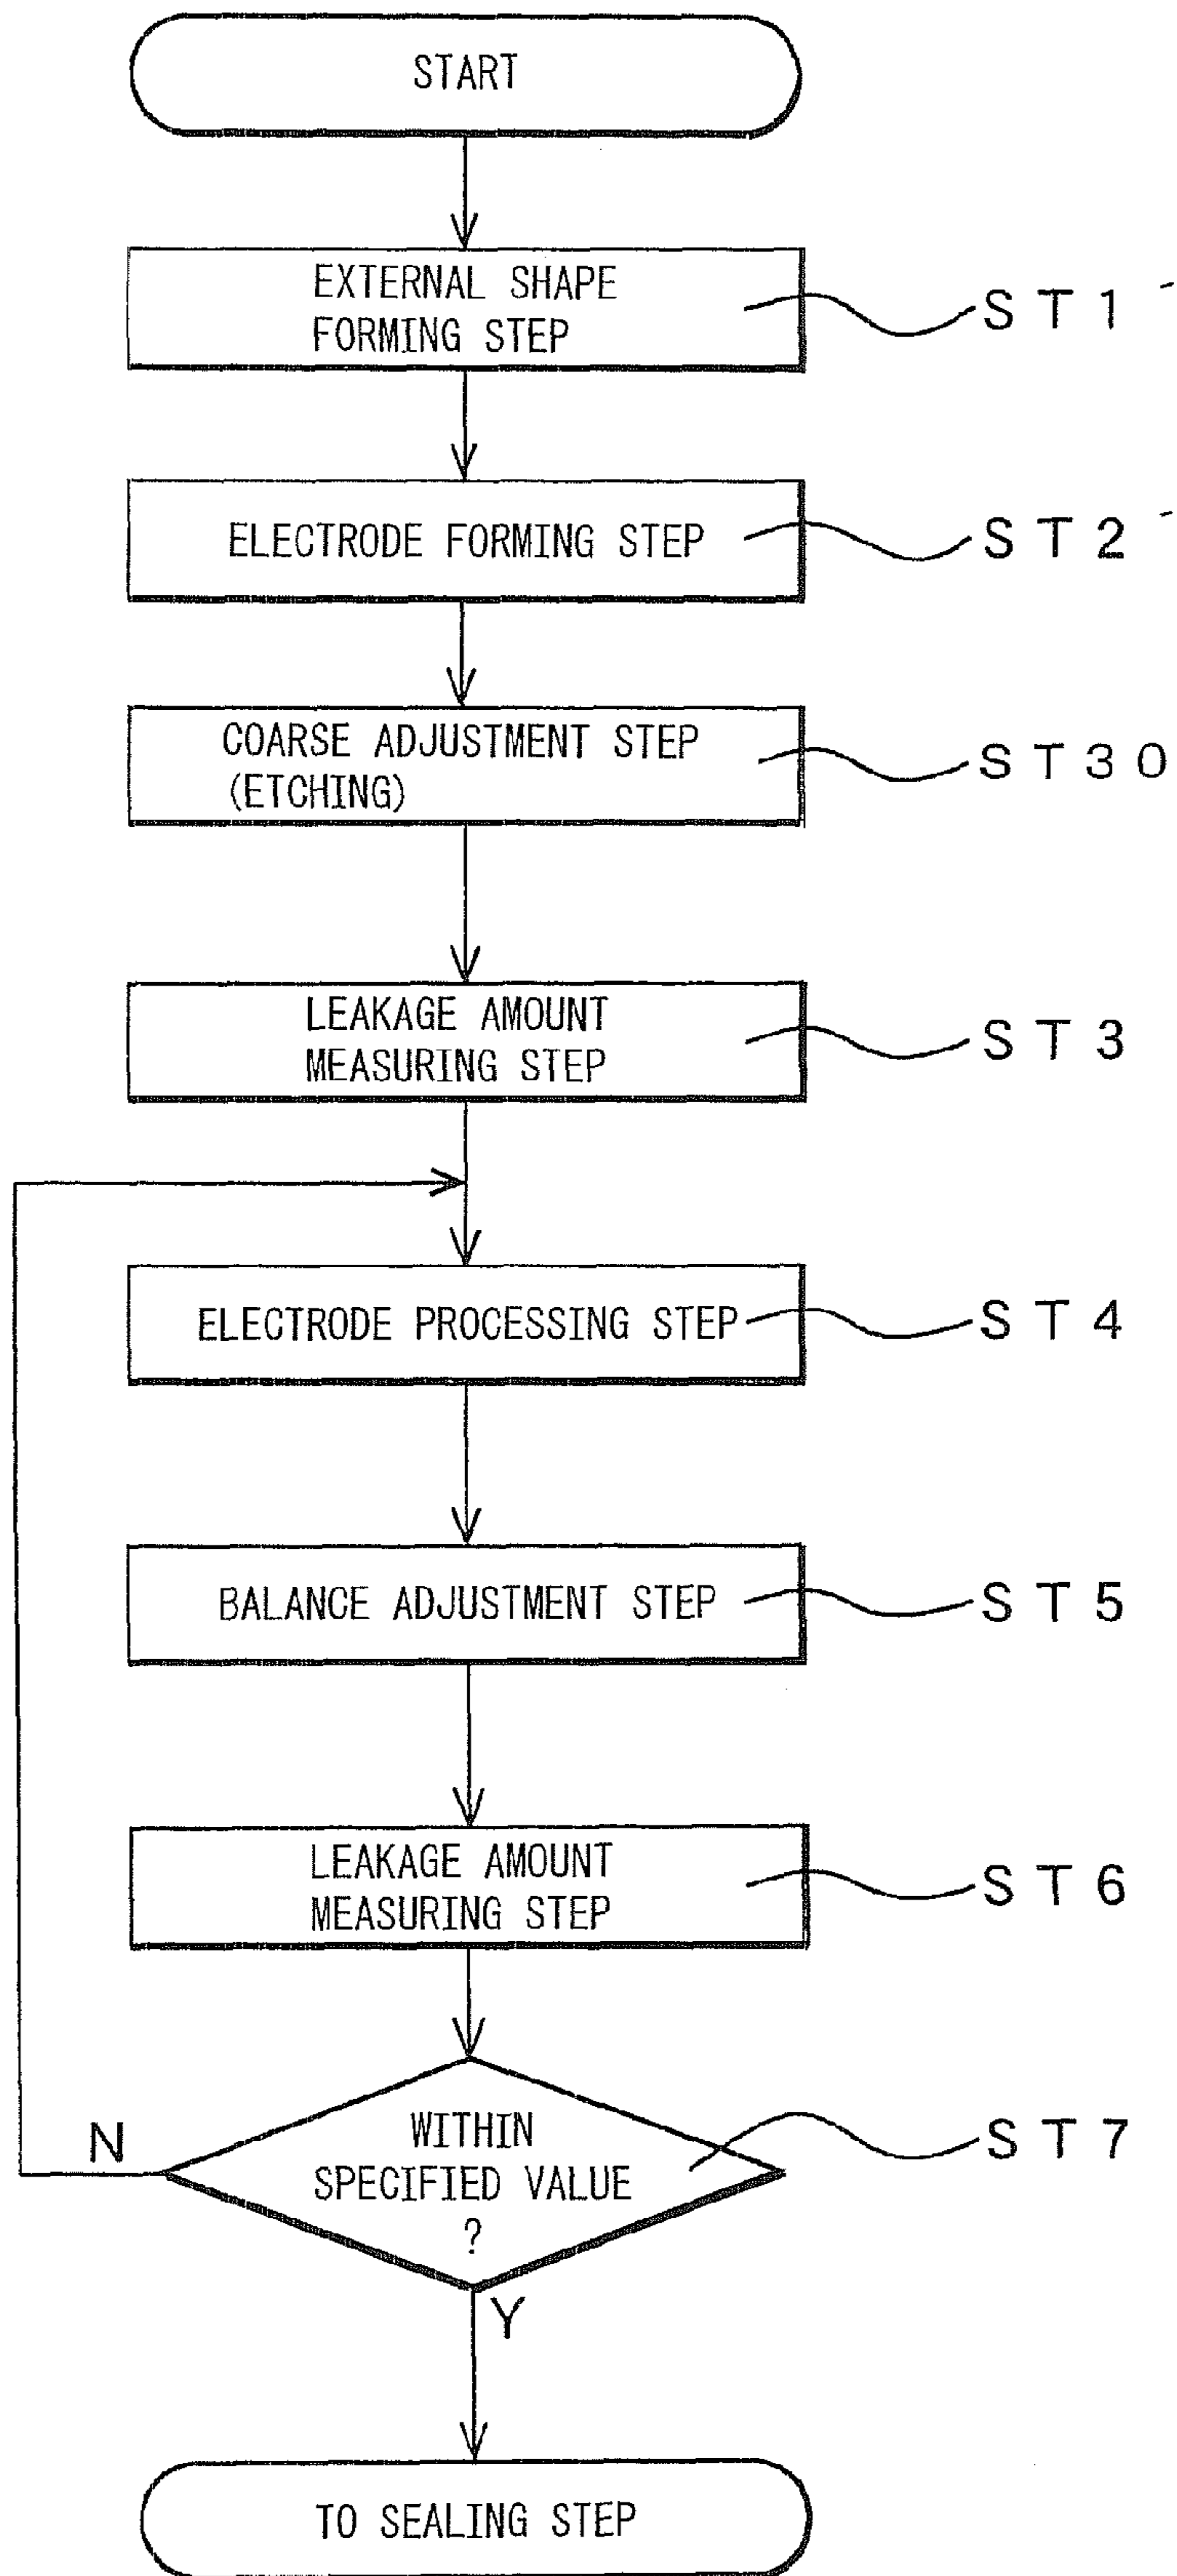 START
EXTERNAL SHAPE
FORMING STEP
ST1
ELECTRODE FORMING STEP
ST2
COARSE ADJUSTMENT STEP
(ETCHING)
ST30
LEAKAGE AMOUNT
MEASURING STEP
ST3
ELECTRODE PROCESSING STEP
ST4
BALANCE ADJUSTMENT STEP
ST5
LEAKAGE AMOUNT
MEASURING STEP
ST6
WITHIN
SPECIFIED VALUE
?
ST7
N
Y
TO SEALING STEP